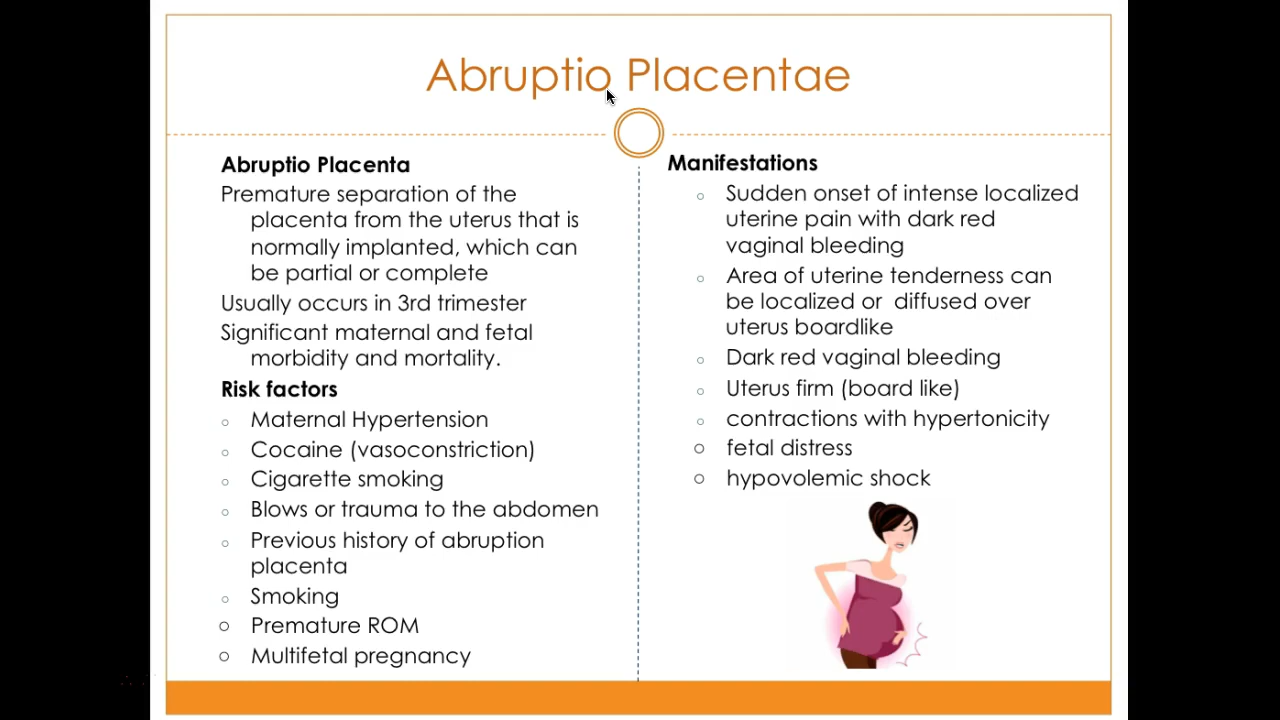 Abruptio Placentae
Abruptio Placenta
Premature separation of the
placenta from the uterus that is
normally implanted, which can
be partial or complete
Usually occurs in 3rd trimester
Significant maternal and fetal
morbidity and mortality.
Risk factors
Maternal Hypertension
Cocaine (vasoconstriction)
Cigarette smoking
Blows or trauma to the abdomen
Previous history of abruption
placenta
Smoking
Premature ROM
Multifetal pregnancy
Manifestations
Sudden onset of intense localized
uterine pain with dark red
vaginal bleeding
Area of uterine tenderness can
be localized or  diffused over
uterus boardlike
Dark red vaginal bleeding
Uterus firm (board like)
contractions with hypertonicity
fetal distress
hypovolemic shock